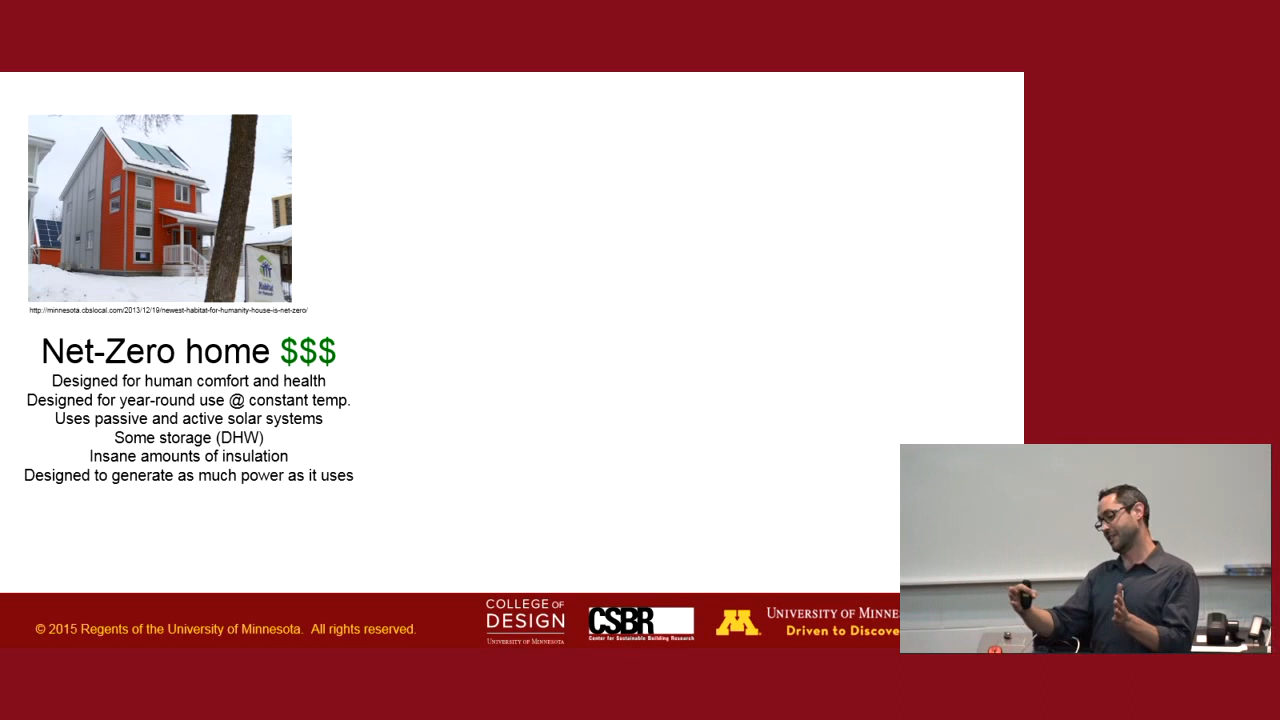 Habitat
for Humanity
http://minnesota.cbslocal.com/2013/12/19/newest-habitat-for-humanity-house-is-net-zero/
Net-Zero home $$$
Designed for human comfort and health
Designed for year-round use @ constant temp.
Uses passive and active solar systems
Some storage (DHW)
Insane amounts of insulation
Designed to generate as much power as it uses
© 2015 Regents of the University of Minnesota.  All rights reserved.
COLLEGE OF
DESIGN
UNIVERSITY OF MINNESOTA
CSBR
Center for Sustainable Building Research
M
UNIVERSITY OF MINNE
Driven to Discove